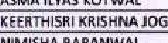 ASMA ILYAS KOTWAL
KEERTHISRI KRISHNA JOG
NIMISHA PARANWAL